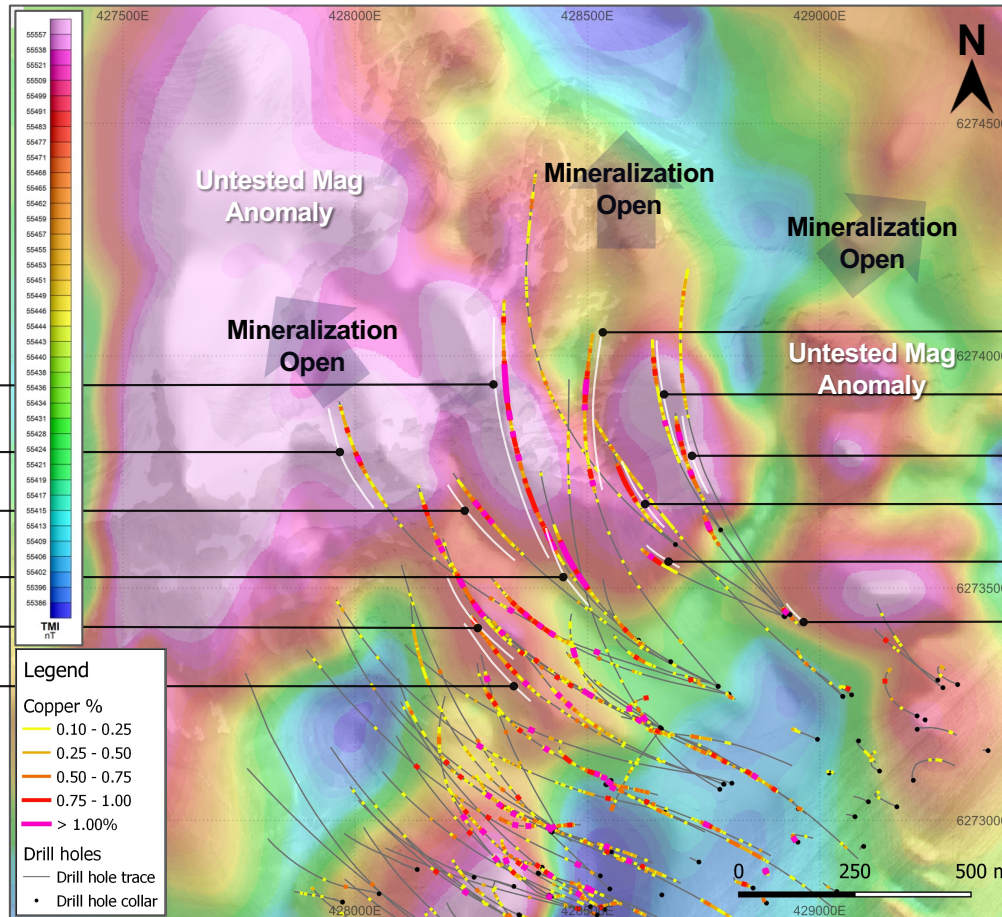 427500E
428000E
428500E
429000E
N
6274500
6274000
6273500
6273000
Untested Mag
Anomaly
Mineralization
Open
Mineralization
Open
Mineralization
Open
Untested Mag
Anomaly
55557
55538
55521
55509
55499
55491
55483
55477
55471
55468
55465
55462
55459
55457
55455
55453
55451
55449
55446
55444
55443
55440
55438
55436
55434
55431
55428
55424
55421
55419
55417
55415
55413
55409
55406
55402
55396
55386
TMI
nT
Legend
Copper %
0.10 - 0.25
0.25 - 0.50
0.50 - 0.75
0.75 - 1.00
> 1.00%
Drill holes
Drill hole trace
Drill hole collar
0 250 500 m
428000E
428500E
429000E